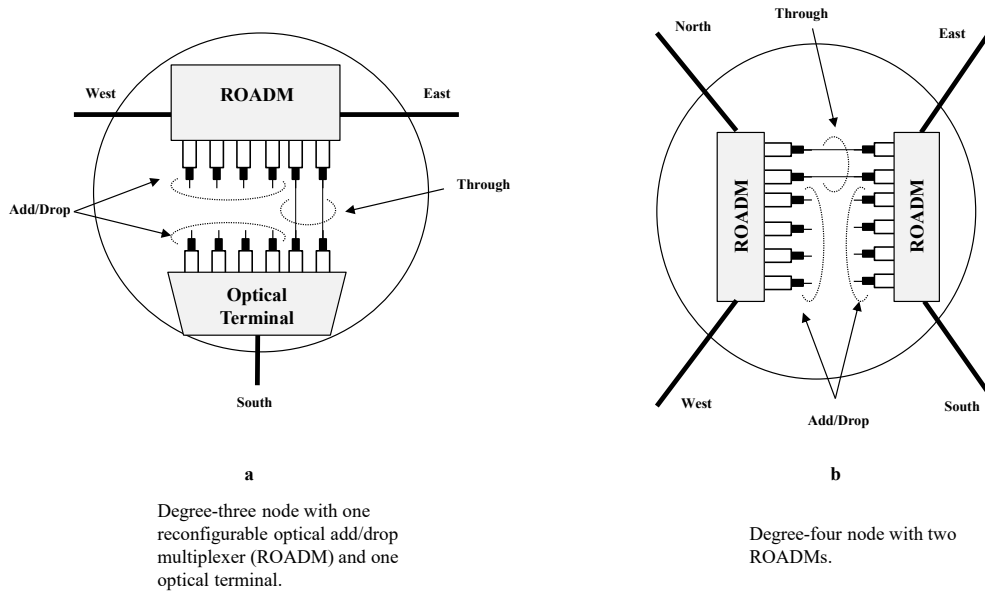 West
ROADM
East
Add/Drop
Through
Optical
Terminal
South
a
Degree-three node with one
reconfigurable optical add/drop
multiplexer (ROADM) and one
optical terminal.
Through
North
East
ROADM
ROADM
West
South
Add/Drop
b
Degree-four node with two
ROADMs.